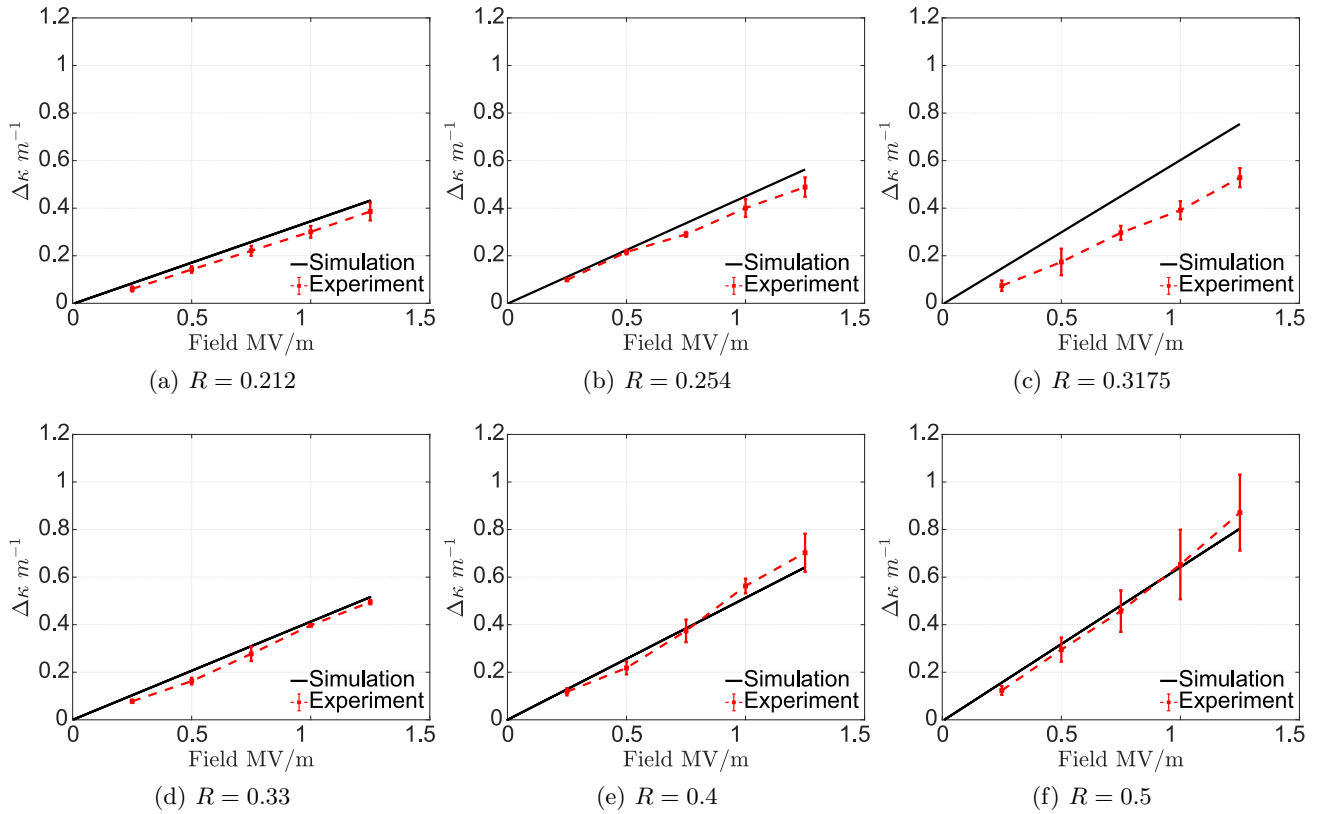 1.2
1
0.8
0.6
0.4
0.2
0
Δκ m⁻¹
0 0.5 1 1.5
Field MV/m
Simulation
Experiment
(a) R = 0.212
1.2
1
0.8
0.6
0.4
0.2
0
Δκ m⁻¹
0 0.5 1 1.5
Field MV/m
Simulation
Experiment
(b) R = 0.254
1.2
1
0.8
0.6
0.4
0.2
0
Δκ m⁻¹
0 0.5 1 1.5
Field MV/m
Simulation
Experiment
(c) R = 0.3175
1.2
1
0.8
0.6
0.4
0.2
0
Δκ m⁻¹
0 0.5 1 1.5
Field MV/m
Simulation
Experiment
(d) R = 0.33
1.2
1
0.8
0.6
0.4
0.2
0
Δκ m⁻¹
0 0.5 1 1.5
Field MV/m
Simulation
Experiment
(e) R = 0.4
1.2
1
0.8
0.6
0.4
0.2
0
Δκ m⁻¹
0 0.5 1 1.5
Field MV/m
Simulation
Experiment
(f) R = 0.5